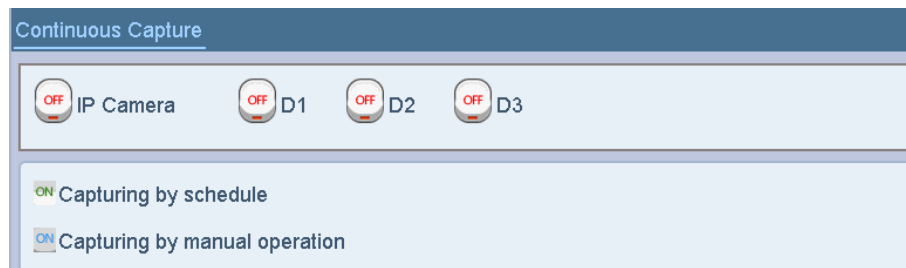 Continuous Capture
OFF IP Camera OFF D1 OFF D2 OFF D3
ON Capturing by schedule
ON Capturing by manual operation